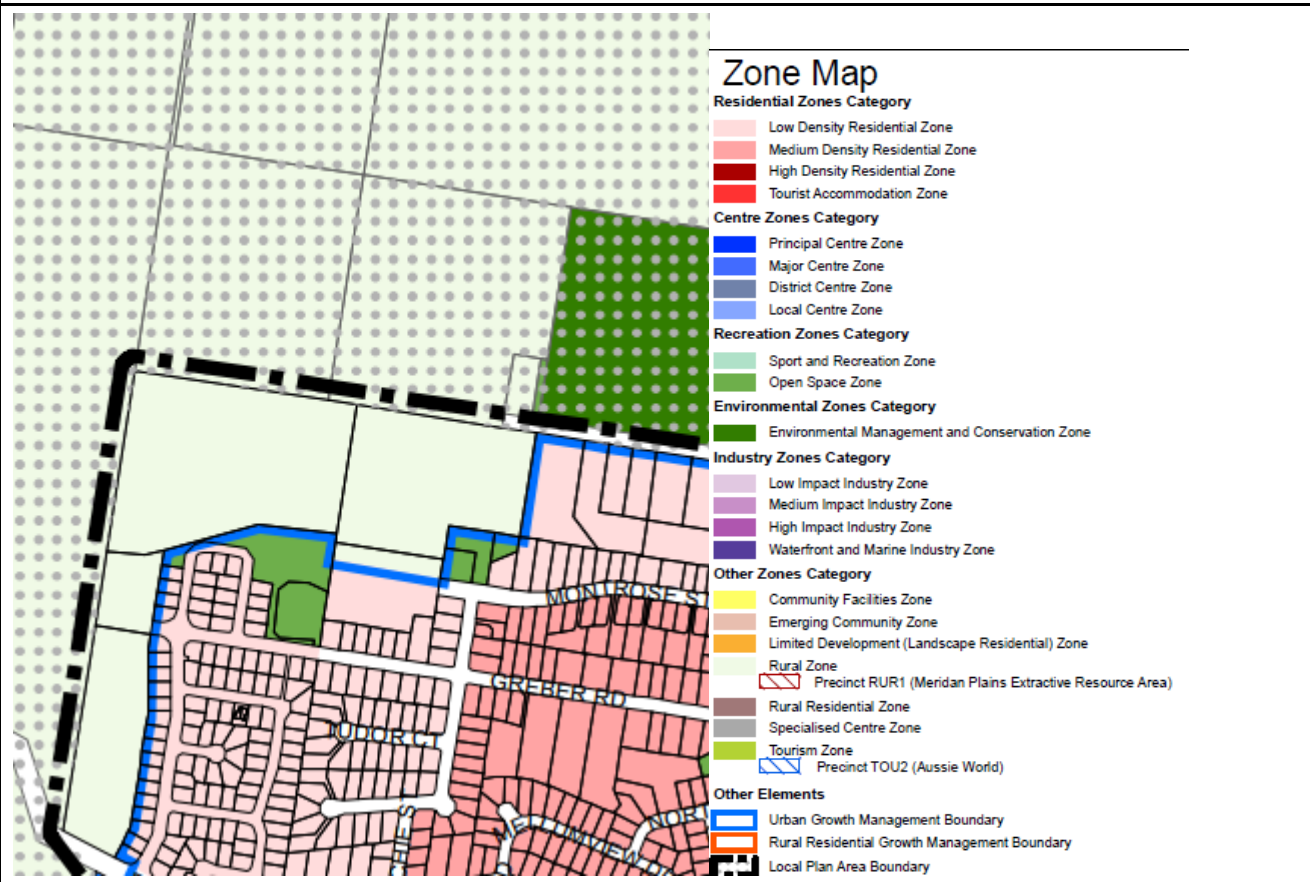 MONTROSE ST
GREBER RD
TUDOR CT
MELLUMVIEW DR
NORT
CHIE S
Zone Map
Residential Zones Category
Low Density Residential Zone
Medium Density Residential Zone
High Density Residential Zone
Tourist Accommodation Zone
Centre Zones Category
Principal Centre Zone
Major Centre Zone
District Centre Zone
Local Centre Zone
Recreation Zones Category
Sport and Recreation Zone
Open Space Zone
Environmental Zones Category
Environmental Management and Conservation Zone
Industry Zones Category
Low Impact Industry Zone
Medium Impact Industry Zone
High Impact Industry Zone
Waterfront and Marine Industry Zone
Other Zones Category
Community Facilities Zone
Emerging Community Zone
Limited Development (Landscape Residential) Zone
Rural Zone
Precinct RUR1 (Meridan Plains Extractive Resource Area)
Rural Residential Zone
Specialised Centre Zone
Tourism Zone
Precinct TOU2 (Aussie World)
Other Elements
Urban Growth Management Boundary
Rural Residential Growth Management Boundary
Local Plan Area Boundary